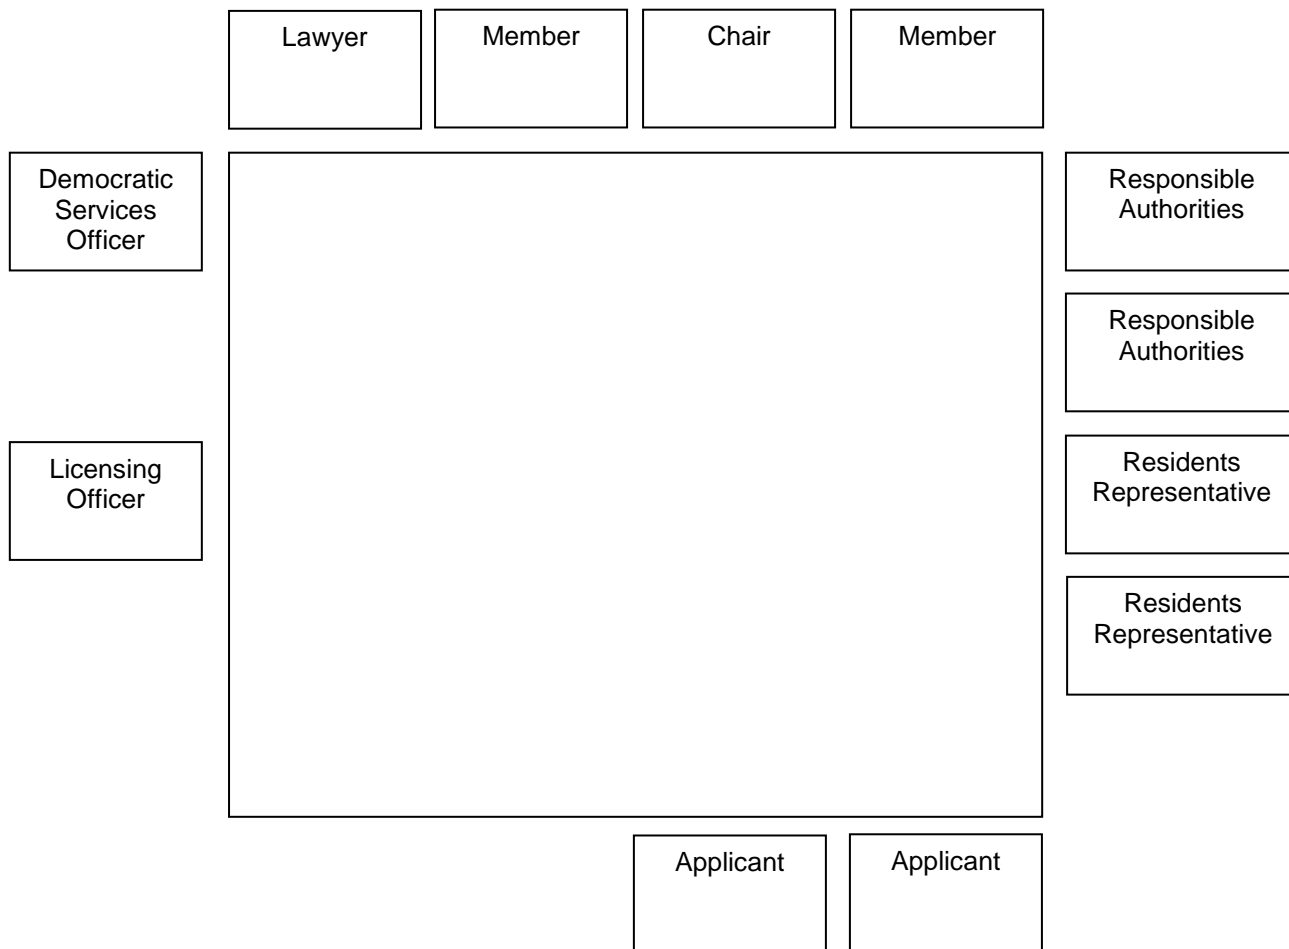 Lawyer
Member
Chair
Member
Democratic
Services
Officer
Responsible
Authorities
Responsible
Authorities
Licensing
Officer
Residents
Representative
Residents
Representative
Applicant
Applicant